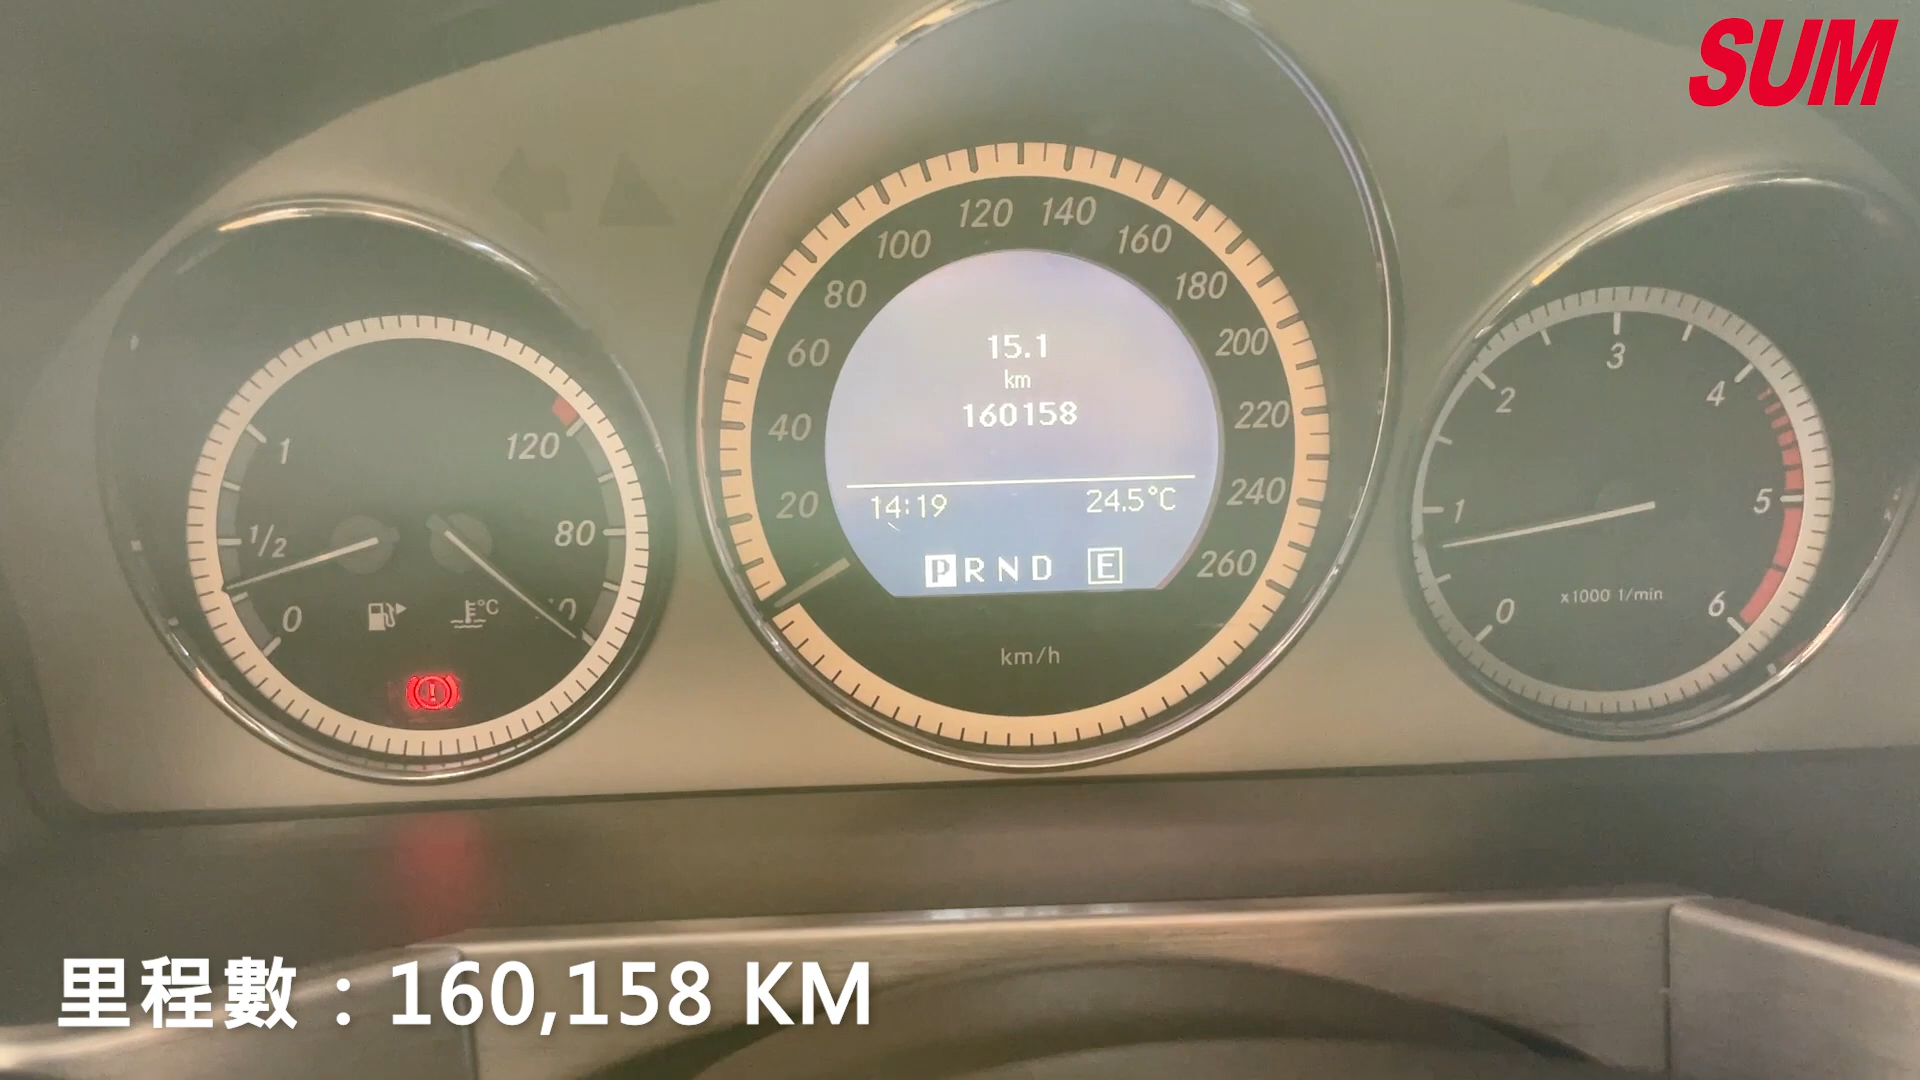 SUM
120 140
100 160
80 180
60 200
40 220
20 240
260
15.1
km
160158
14:19 24.5°C
P R N D E
km/h
1
1/2
0
120
80
°C
0
1
2
3
4
5
6
x1000 1/min
里程數：160,158 KM